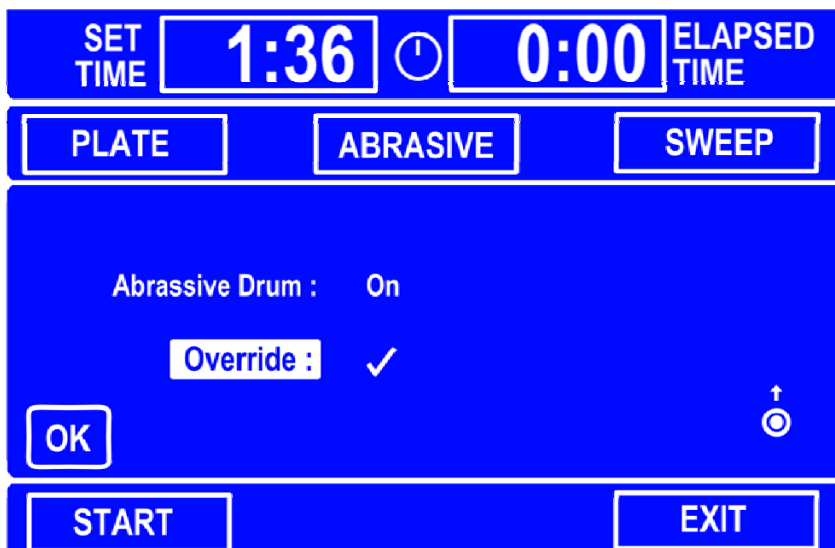 SET TIME 1:36 0:00 ELAPSED TIME
PLATE ABRASIVE SWEEP
Abrassive Drum : On
Override : ✓
OK
START EXIT